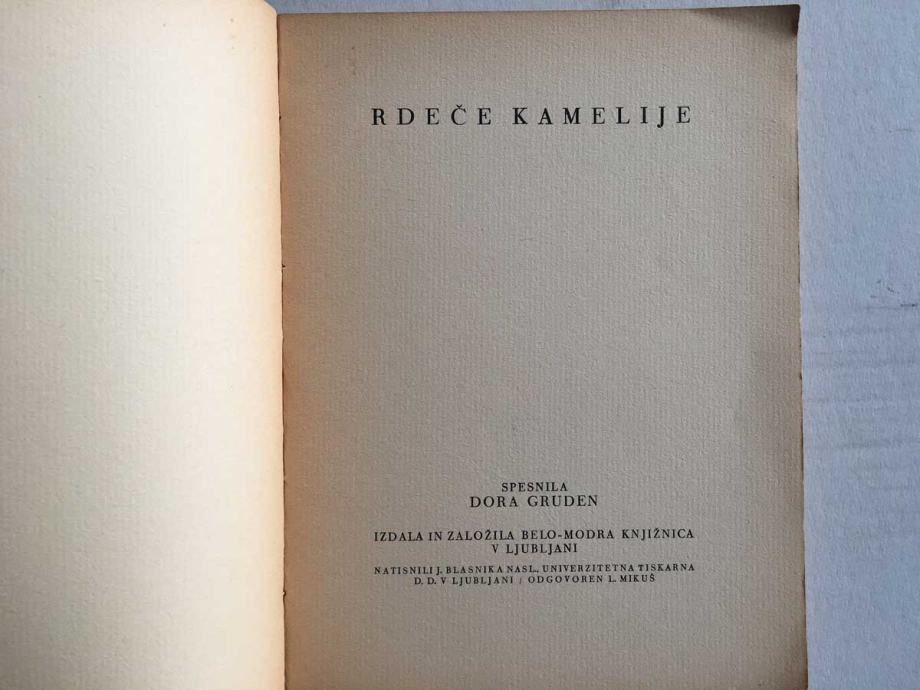 RDEČE KAMELIJE
SPESNILA
DORA GRUDEN
IZDALA IN ZALOŽILA BELO-MODRA KNJIŽNICA
V LJUBLJANI
NATISNILI J. BLASNIKA NASL., UNIVERZITETNA TISKARNA
D. D. V LJUBLJANI / ODGOVOREN L. MIKUŠ